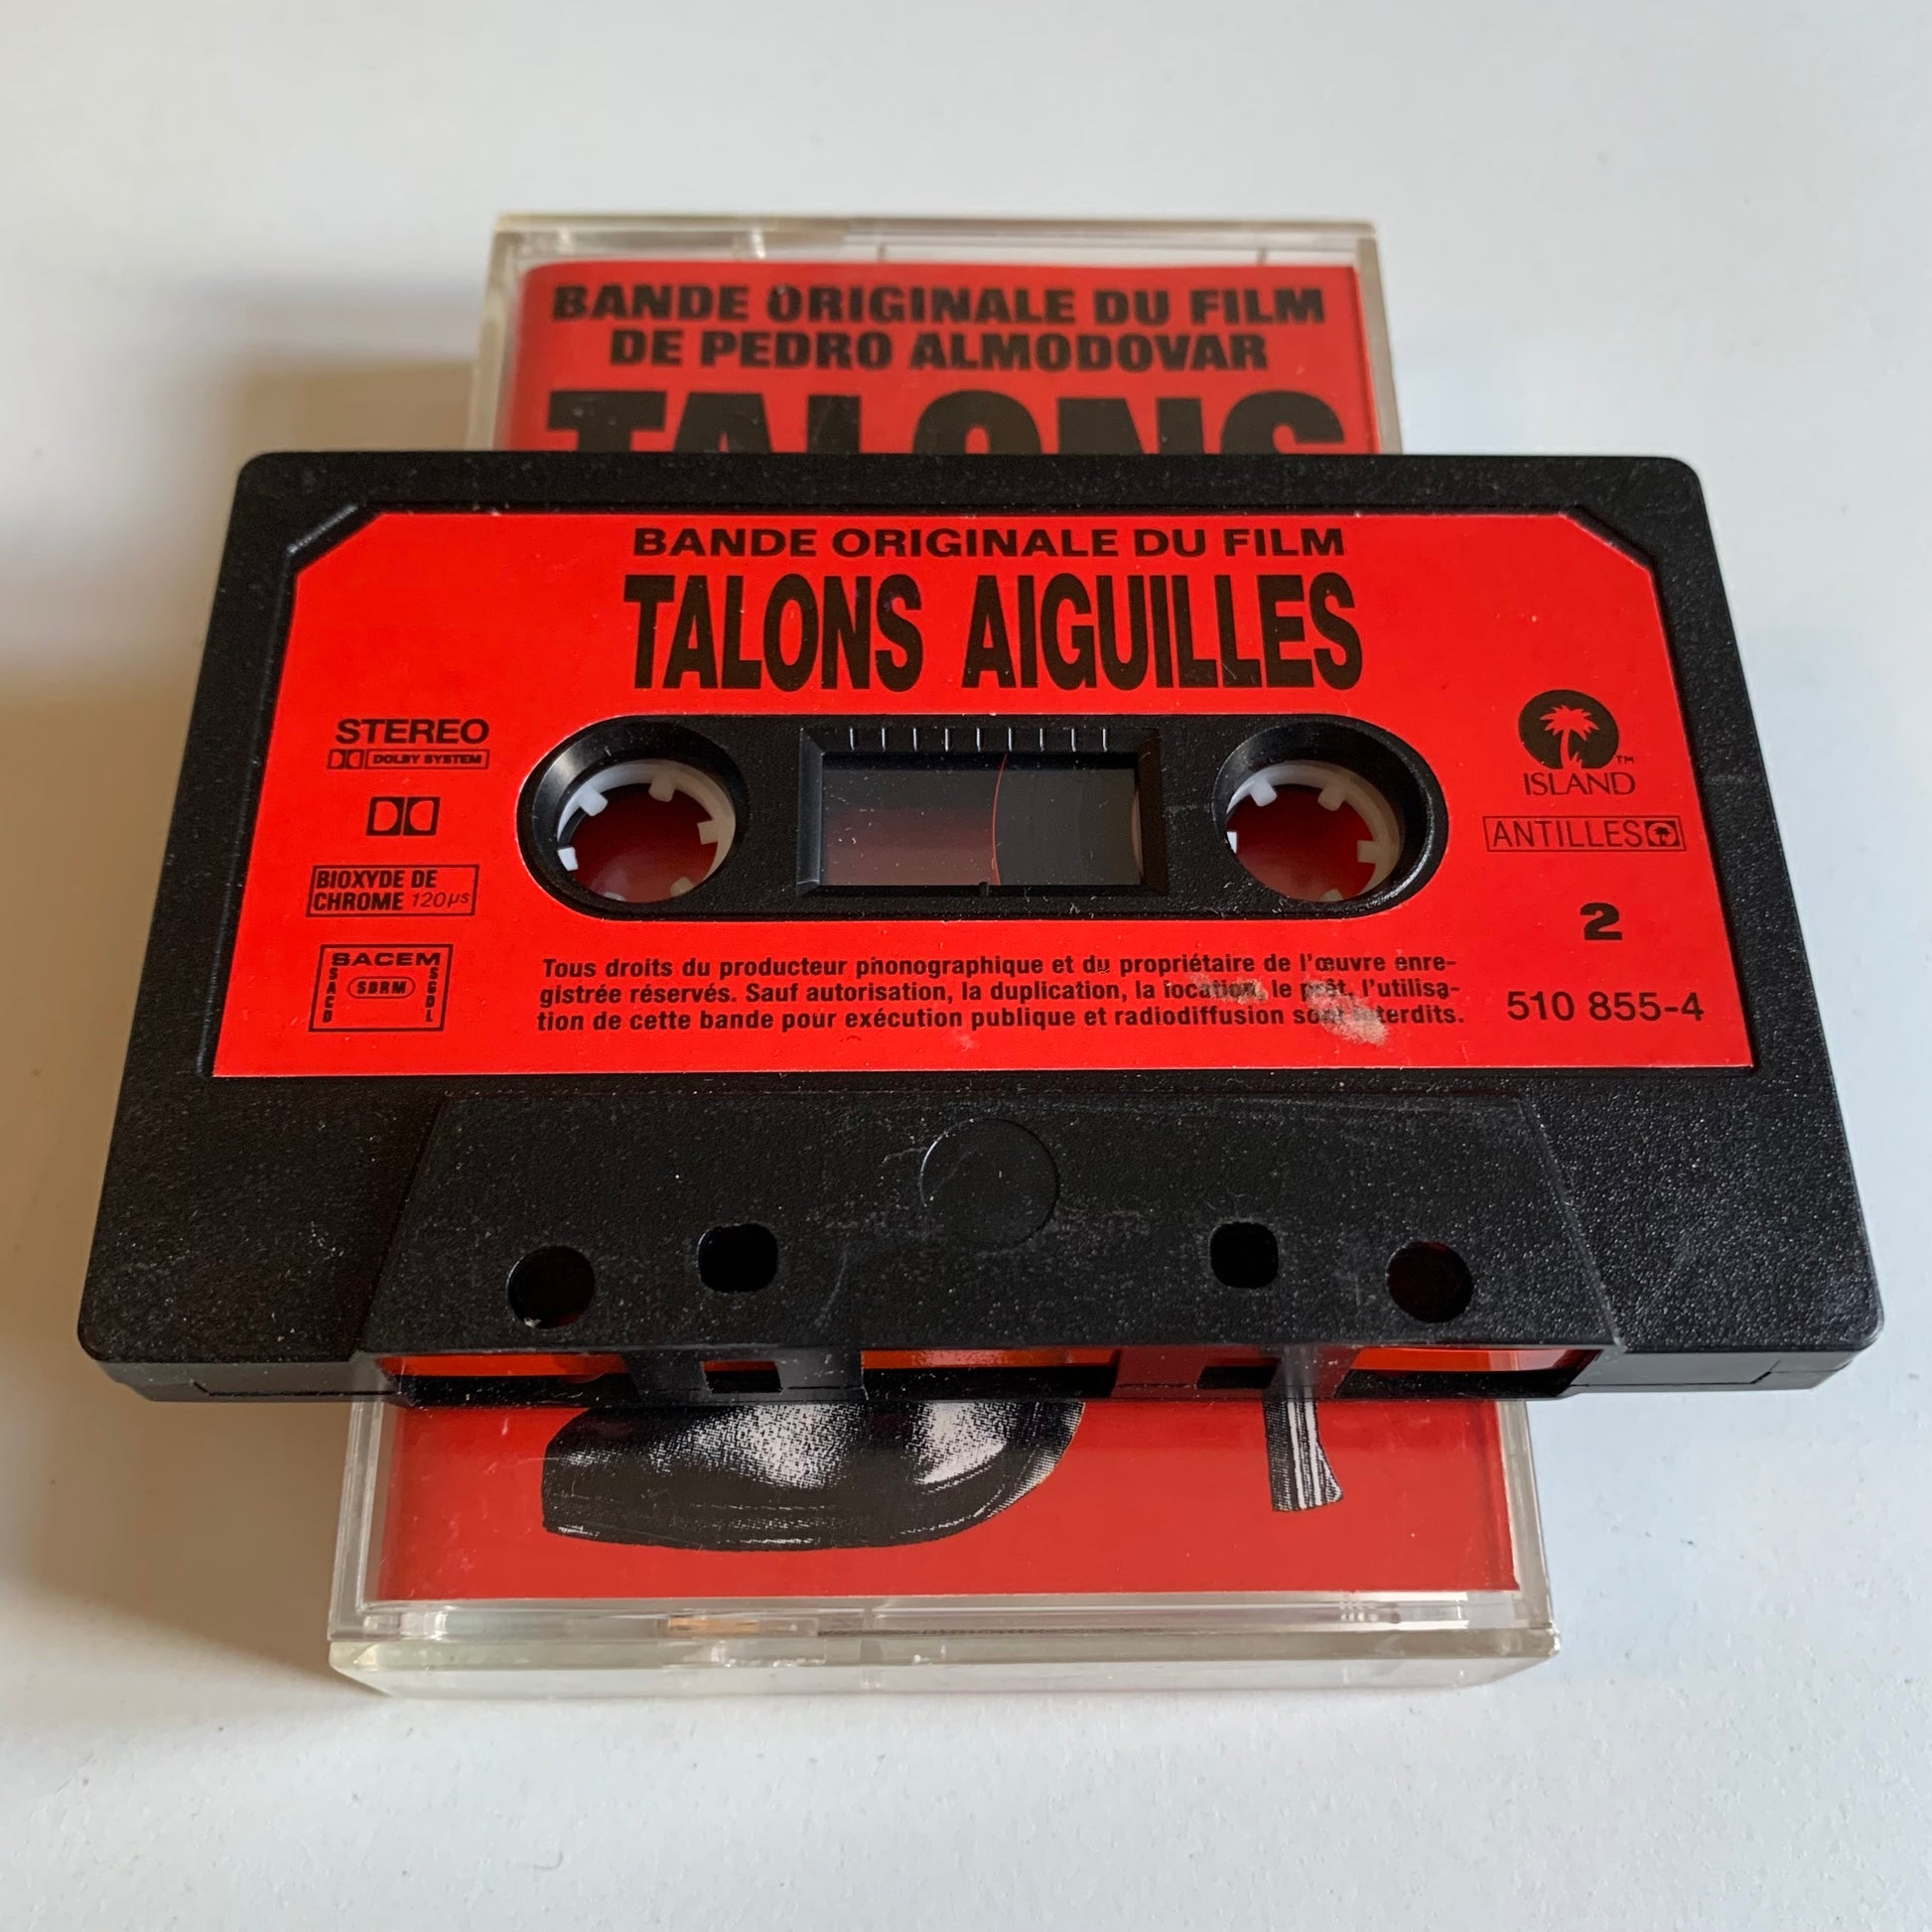 BANDE ORIGINALE DU FILM
DE PEDRO ALMODOVAR
TALONS
BANDE ORIGINALE DU FILM
TALONS AIGUILLES
STEREO
DOLBY SYSTEM
BIOXYDE DE
CHROME 120µs
SACEM
SACD
SDRM
SGDL
ISLAND™
ANTILLES
2
510 855-4
Tous droits du producteur phonographique et du propriétaire de l'œuvre enre-
gistrée réservés. Sauf autorisation, la duplication, la location, le prêt, l'utilisa-
tion de cette bande pour exécution publique et radiodiffusion sont interdits.